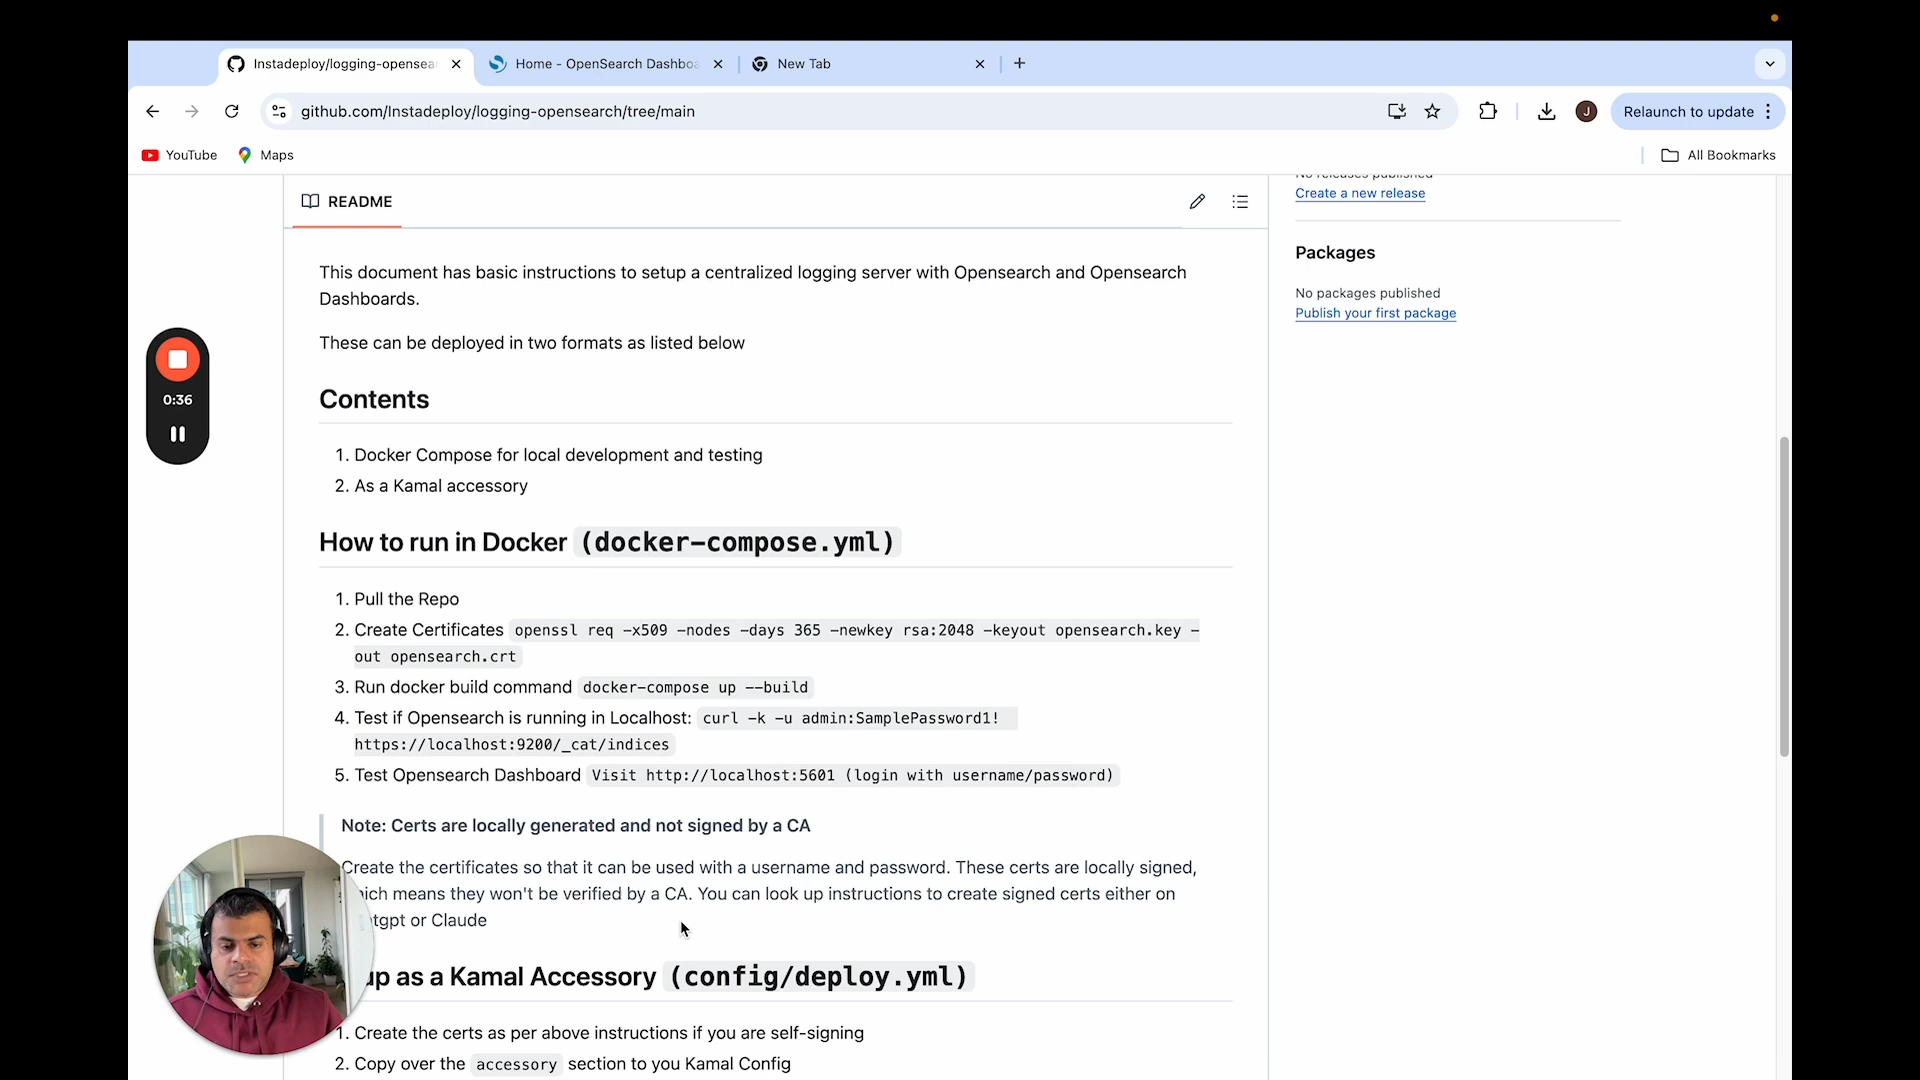 Instadeploy/logging-opensea
Home - OpenSearch Dashboa
New Tab
github.com/Instadeploy/logging-opensearch/tree/main
J
Relaunch to update
YouTube
Maps
All Bookmarks
README
No releases published
Create a new release
Packages
No packages published
Publish your first package
This document has basic instructions to setup a centralized logging server with Opensearch and Opensearch
Dashboards.
These can be deployed in two formats as listed below
0:36
Contents
1. Docker Compose for local development and testing
2. As a Kamal accessory
How to run in Docker (docker-compose.yml)
1. Pull the Repo
2. Create Certificates openssl req -x509 -nodes -days 365 -newkey rsa:2048 -keyout opensearch.key -
out opensearch.crt
3. Run docker build command docker-compose up --build
4. Test if Opensearch is running in Localhost: curl -k -u admin:SamplePassword1!
https://localhost:9200/_cat/indices
5. Test Opensearch Dashboard Visit http://localhost:5601 (login with username/password)
Note: Certs are locally generated and not signed by a CA
Create the certificates so that it can be used with a username and password. These certs are locally signed,
ich means they won't be verified by a CA. You can look up instructions to create signed certs either on
tgpt or Claude
up as a Kamal Accessory (config/deploy.yml)
1. Create the certs as per above instructions if you are self-signing
2. Copy over the accessory section to you Kamal Config